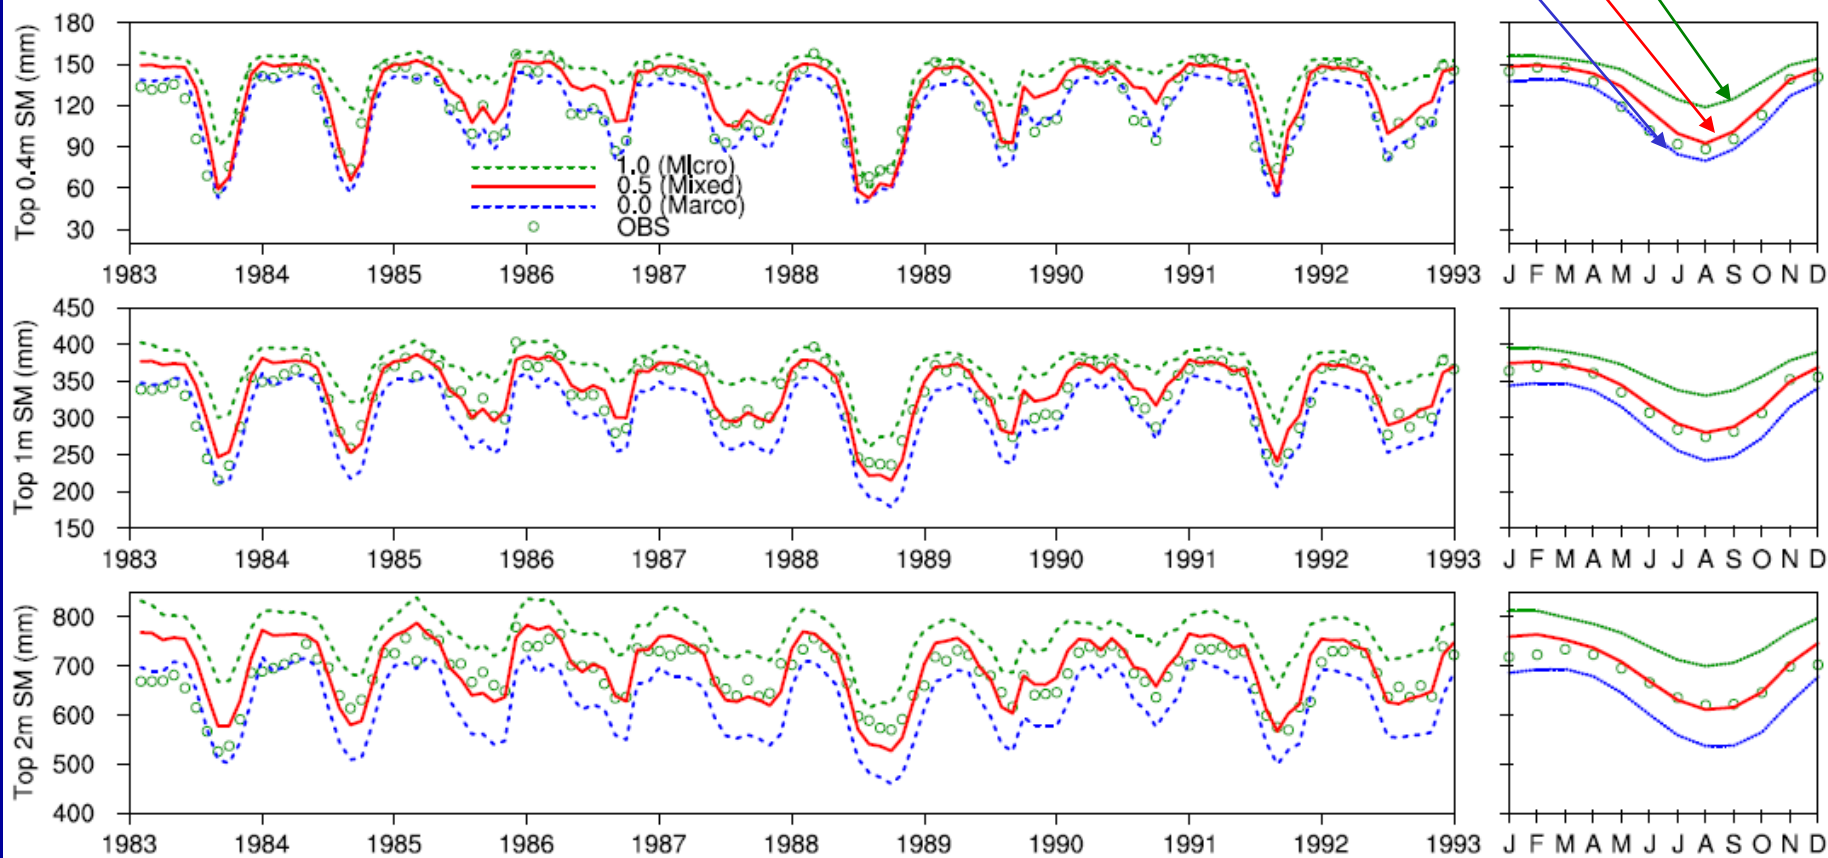 Top 0.4m SM (mm)
180
150
120
90
60
30
1.0 (Micro)
0.5 (Mixed)
0.0 (Marco)
OBS
1983 1984 1985 1986 1987 1988 1989 1990 1991 1992 1993
J F M A M J J A S O N D
Top 1m SM (mm)
450
400
350
300
250
200
150
1983 1984 1985 1986 1987 1988 1989 1990 1991 1992 1993
J F M A M J J A S O N D
Top 2m SM (mm)
800
700
600
500
400
1983 1984 1985 1986 1987 1988 1989 1990 1991 1992 1993
J F M A M J J A S O N D